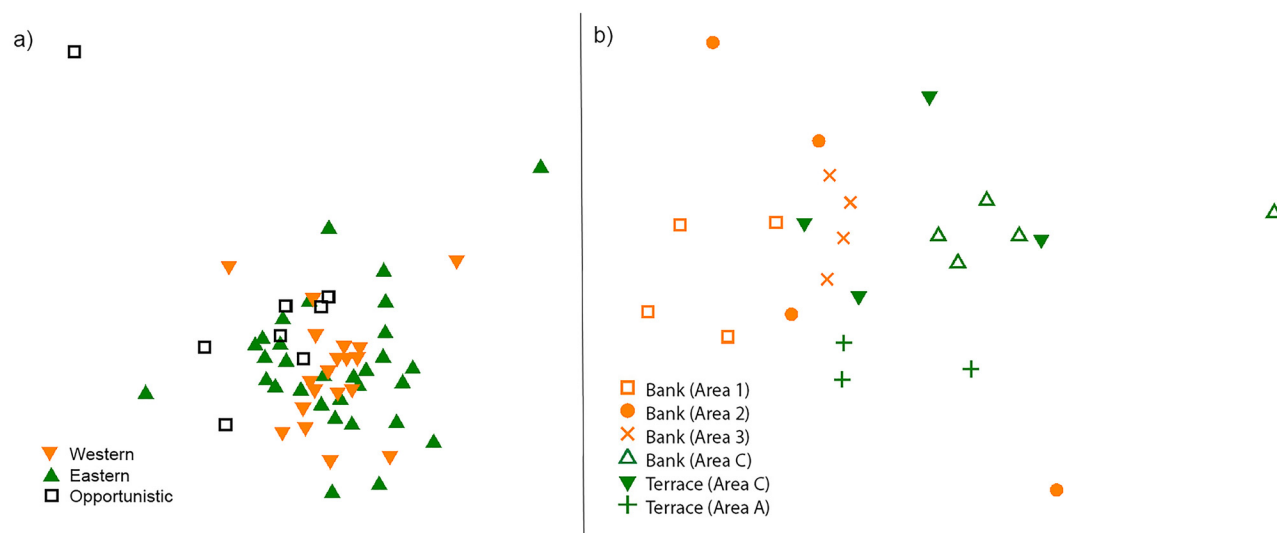 a)
Western
Eastern
Opportunistic
b)
Bank (Area 1)
Bank (Area 2)
Bank (Area 3)
Bank (Area C)
Terrace (Area C)
Terrace (Area A)